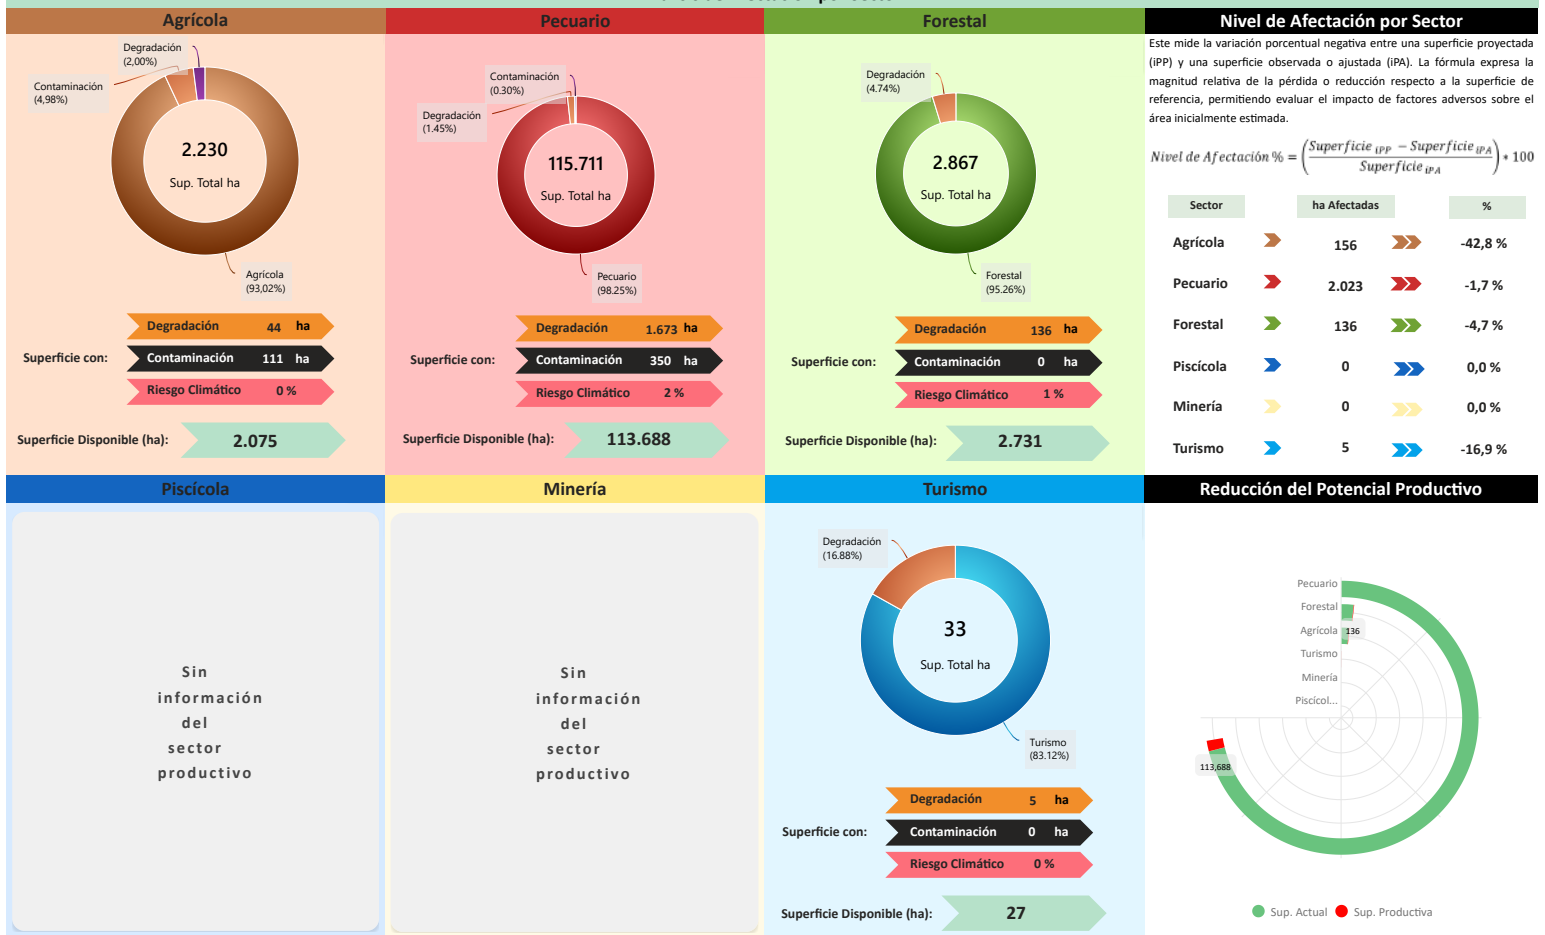 Agrícola
Degradación
(2,00%)
Contaminación
(4,98%)
2.230
Sup. Total ha
Agrícola
(93,02%)
Superficie con:
Degradación 44 ha
Contaminación 111 ha
Riesgo Climático 0 %
Superficie Disponible (ha): 2.075
Pecuario
Contaminación
(0.30%)
Degradación
(1.45%)
115.711
Sup. Total ha
Pecuario
(98.25%)
Superficie con:
Degradación 1.673 ha
Contaminación 350 ha
Riesgo Climático 2 %
Superficie Disponible (ha): 113.688
Forestal
Degradación
(4.74%)
2.867
Sup. Total ha
Forestal
(95.26%)
Superficie con:
Degradación 136 ha
Contaminación 0 ha
Riesgo Climático 1 %
Superficie Disponible (ha): 2.731
Nivel de Afectación por Sector
Este mide la variación porcentual negativa entre una superficie proyectada
(iPP) y una superficie observada o ajustada (iPA). La fórmula expresa la
magnitud relativa de la pérdida o reducción respecto a la superficie de
referencia, permitiendo evaluar el impacto de factores adversos sobre el
área inicialmente estimada.
Nivel de Afectación % = (Superficie iPP − Superficie iPA / Superficie iPA) * 100
Sector ha Afectadas %
Agrícola 156 -42,8 %
Pecuario 2.023 -1,7 %
Forestal 136 -4,7 %
Piscícola 0 0,0 %
Minería 0 0,0 %
Turismo 5 -16,9 %
Piscícola
Sin
información
del
sector
productivo
Minería
Sin
información
del
sector
productivo
Turismo
Degradación
(16.88%)
33
Sup. Total ha
Turismo
(83.12%)
Superficie con:
Degradación 5 ha
Contaminación 0 ha
Riesgo Climático 0 %
Superficie Disponible (ha): 27
Reducción del Potencial Productivo
Pecuario
Forestal
Agrícola
136
Turismo
Minería
Piscícol...
113,688
Sup. Actual Sup. Productiva